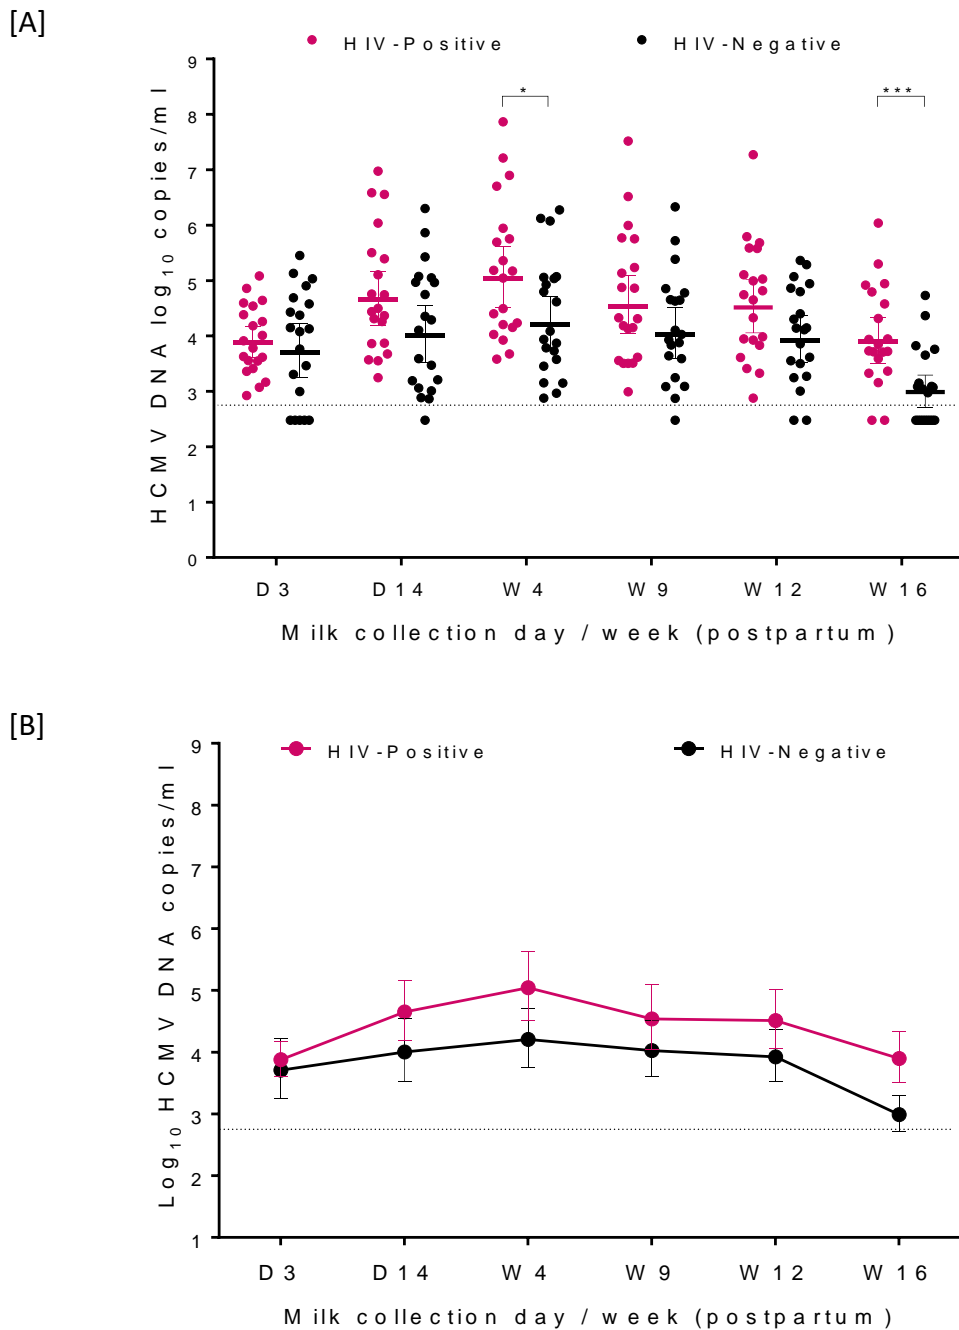 [A]
HIV-Positive HIV-Negative
9
8
7
6
5
4
3
2
1
0
HCMV DNA log10 copies/ml
* ***
D3 D14 W4 W9 W12 W16
Milk collection day / week (postpartum)
[B]
HIV-Positive HIV-Negative
9
8
7
6
5
4
3
2
1
Log10 HCMV DNA copies/ml
D3 D14 W4 W9 W12 W16
Milk collection day / week (postpartum)